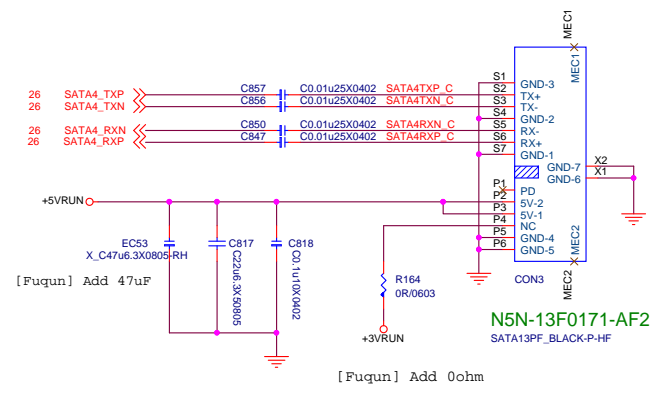 MEC1
MEC1
S1 GND-3
26 SATA4_TXP C857 C0.01u25X0402 SATA4TXP_C S2 TX+
26 SATA4_TXN C856 C0.01u25X0402 SATA4TXN_C S3 TX-
S4 GND-2
26 SATA4_RXN C850 C0.01u25X0402 SATA4RXN_C S5 RX-
26 SATA4_RXP C847 C0.01u25X0402 SATA4RXP_C S6 RX+
S7 GND-1
GND-7 X2
GND-6 X1
P1 PD
+5VRUN P2 5V-2
P3 5V-1
P4 NC
P5 GND-4
P6 GND-5
MEC2
MEC2
EC53
X_C47u6.3X0805-RH
C817
C22u6.3X50805
C818
C0.1u10X0402
[Fuqun] Add 47uF
R164
0R/0603
+3VRUN
CON3
N5N-13F0171-AF2
SATA13PF_BLACK-P-HF
[Fuqun] Add 0ohm